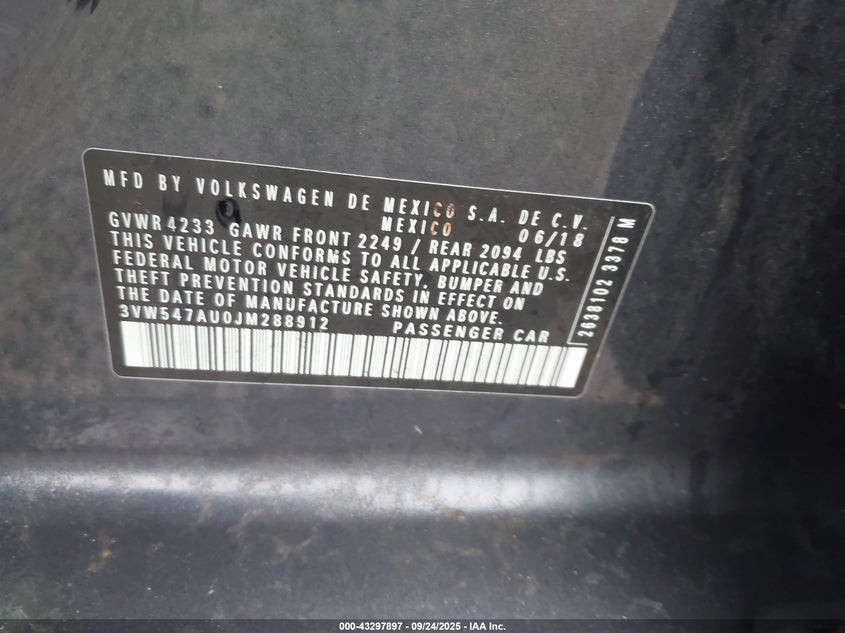 MFD BY VOLKSWAGEN DE MEXICO S.A. DE C.V.
MEXICO 06/18
GVWR 4233 GAWR FRONT 2249 / REAR 2094 LBS
THIS VEHICLE CONFORMS TO ALL APPLICABLE U.S.
FEDERAL MOTOR VEHICLE SAFETY, BUMPER AND
THEFT PREVENTION STANDARDS IN EFFECT ON
THE DATE OF MANUFACTURE SHOWN ABOVE.
3VW547AU0JM288912 PASSENGER CAR
2638102 3378 M
000-43297897 - 09/24/2025 - IAA Inc.